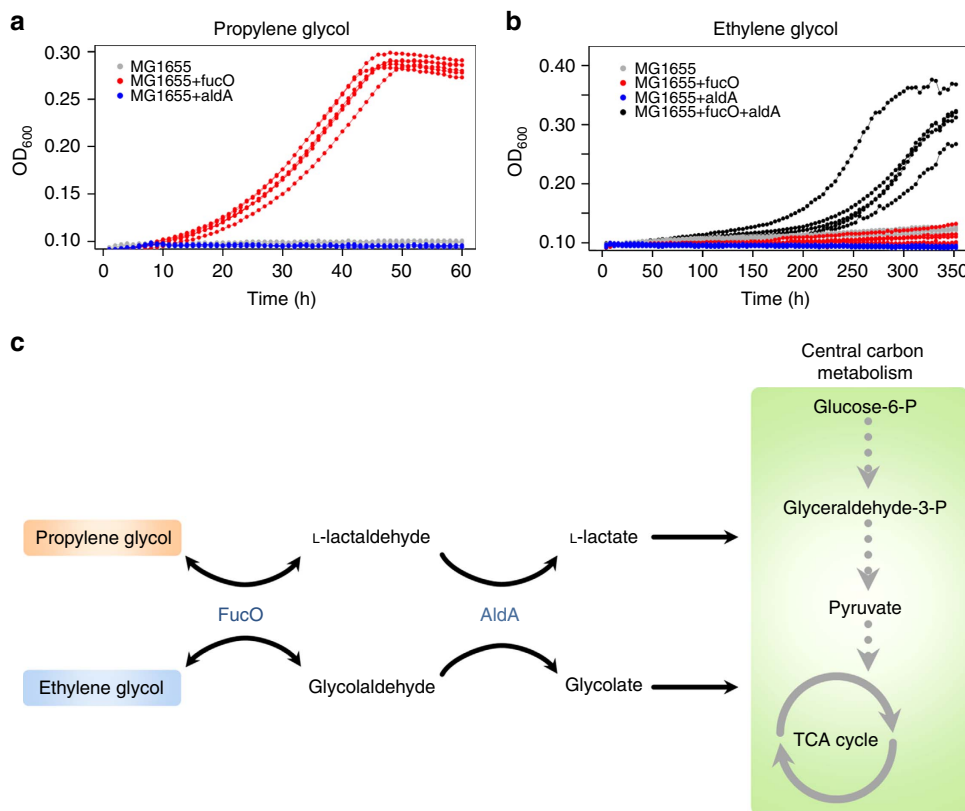 a
Propylene glycol
OD600
0.30
0.25
0.20
0.15
0.10
MG1655
MG1655+fucO
MG1655+aldA
0 10 20 30 40 50 60
Time (h)
b
Ethylene glycol
OD600
0.40
0.30
0.20
0.10
MG1655
MG1655+fucO
MG1655+aldA
MG1655+fucO+aldA
0 50 100 150 200 250 300 350
Time (h)
c
Central carbon
metabolism
Glucose-6-P
Glyceraldehyde-3-P
Propylene glycol
L-lactaldehyde
L-lactate
Pyruvate
FucO
AldA
Ethylene glycol
Glycolaldehyde
Glycolate
TCA cycle